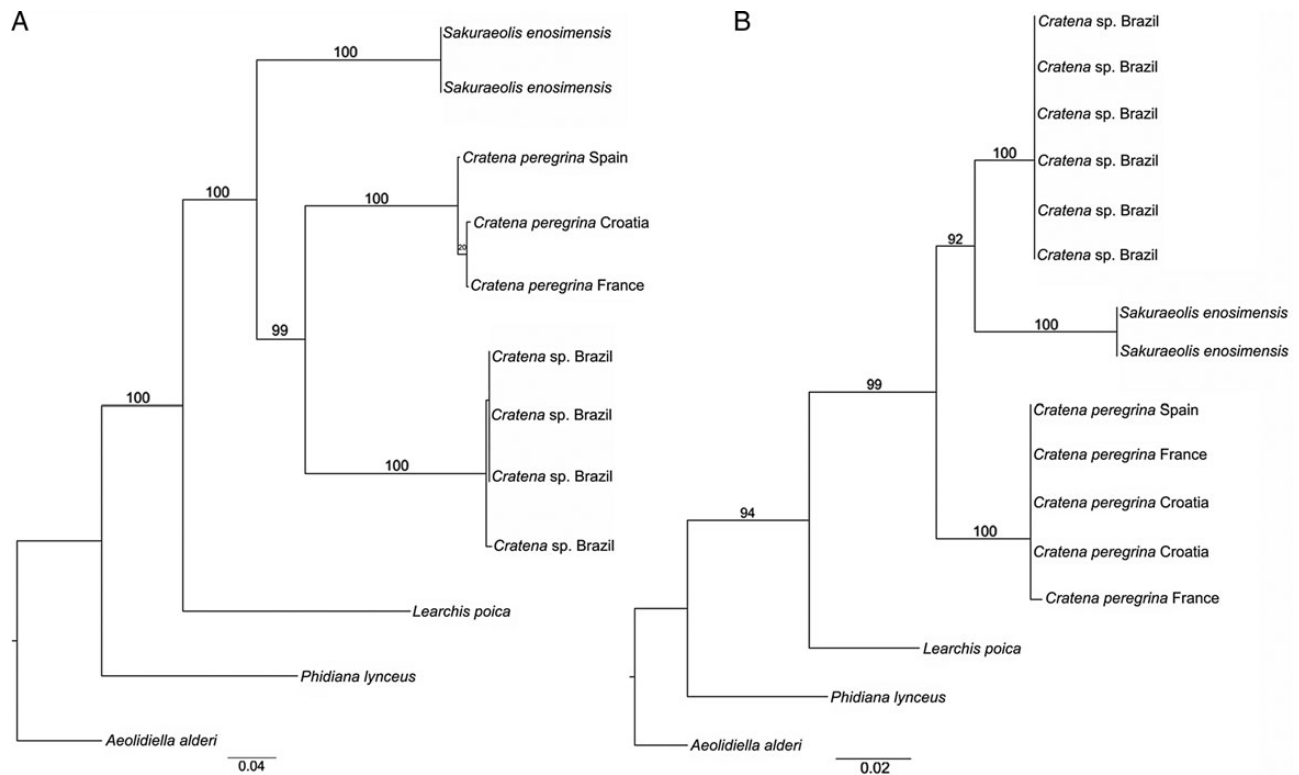 A
Sakuraeolis enosimensis
100
Sakuraeolis enosimensis
Cratena peregrina Spain
100
100
Cratena peregrina Croatia
20
Cratena peregrina France
99
Cratena sp. Brazil
100
Cratena sp. Brazil
100
Cratena sp. Brazil
Cratena sp. Brazil
Learchis poica
Phidiana lynceus
Aeolidiella alderi
0.04
B
Cratena sp. Brazil
Cratena sp. Brazil
Cratena sp. Brazil
100
Cratena sp. Brazil
Cratena sp. Brazil
92
Cratena sp. Brazil
Sakuraeolis enosimensis
100
Sakuraeolis enosimensis
99
Cratena peregrina Spain
Cratena peregrina France
Cratena peregrina Croatia
94
100
Cratena peregrina Croatia
Cratena peregrina France
Learchis poica
Phidiana lynceus
Aeolidiella alderi
0.02